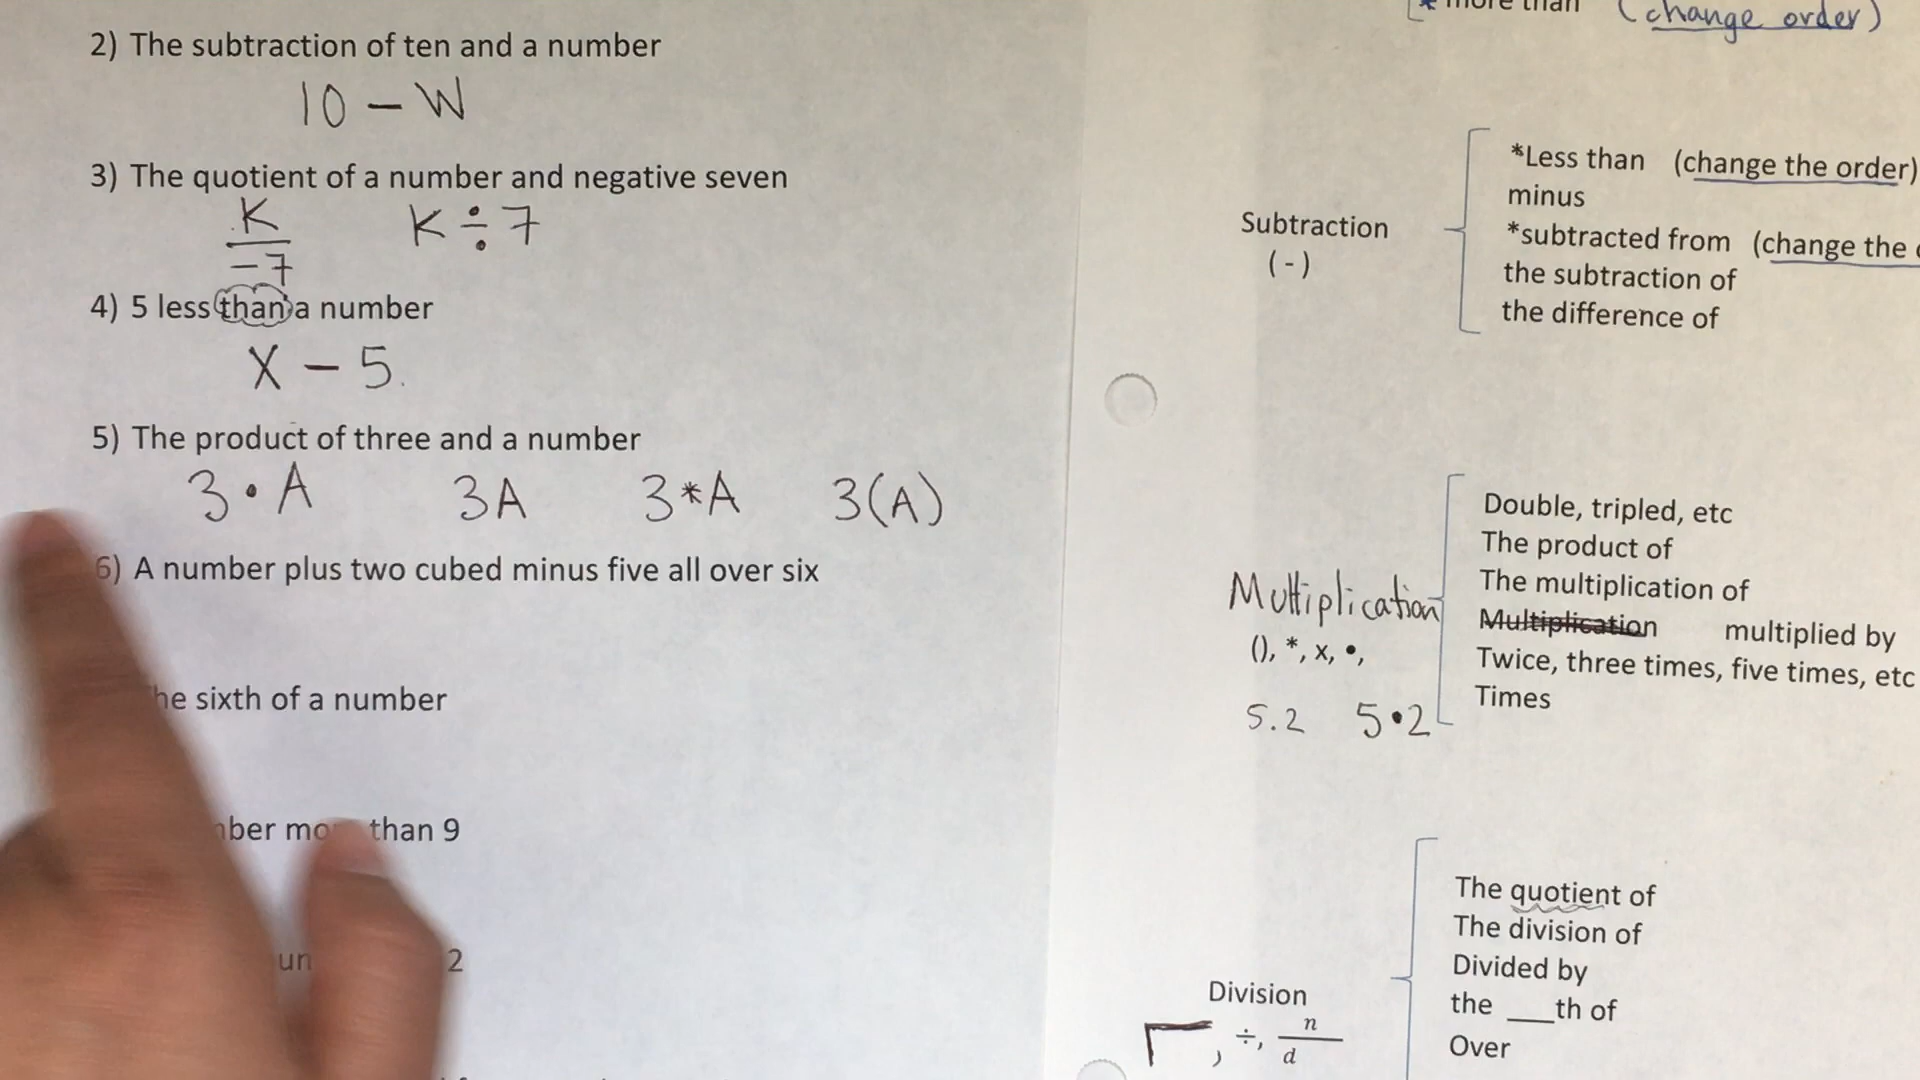 2) The subtraction of ten and a number
10 – W
3) The quotient of a number and negative seven
K
–7
K ÷ 7
4) 5 less than a number
X – 5.
5) The product of three and a number
3 • A 3A 3*A 3(A)
6) A number plus two cubed minus five all over six
sixth of a number
than 9
2
* more than (change order)
Subtraction
(-)
*Less than (change the order)
minus
*subtracted from (change the
the subtraction of
the difference of
Multiplication
(), *, x, •,
5.2 5•2
Double, tripled, etc
The product of
The multiplication of
Multiplication multiplied by
Twice, three times, five times, etc
Times
Division
, ÷, n
d
The quotient of
The division of
Divided by
the ___th of
Over